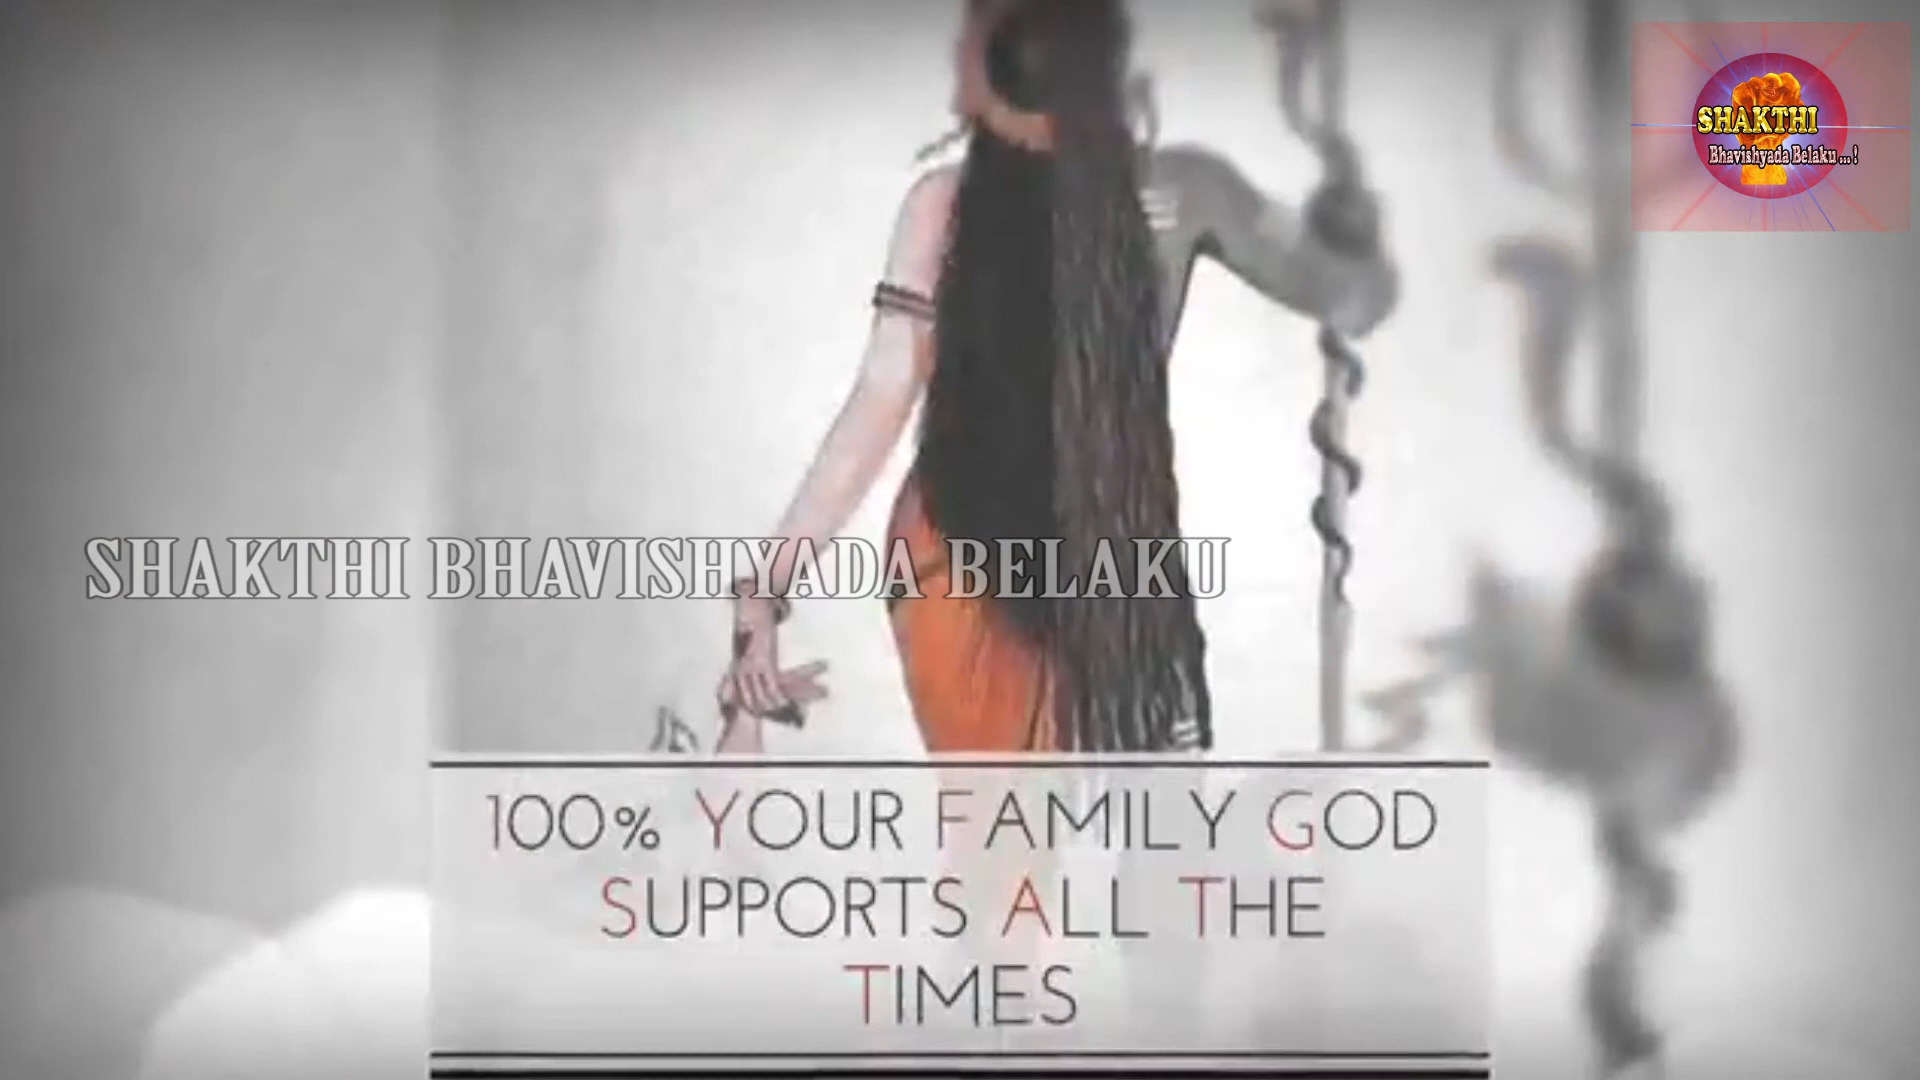 SHAKTHI
Bhavishyada Belaku ...!
SHAKTHI BHAVISHYADA BELAKU
100% YOUR FAMILY GOD
SUPPORTS ALL THE
TIMES